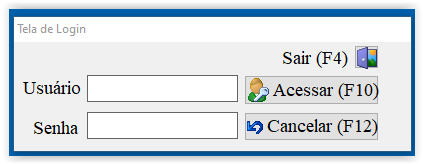 Tela de Login
Sair (F4)
Usuário
Acessar (F10)
Senha
Cancelar (F12)